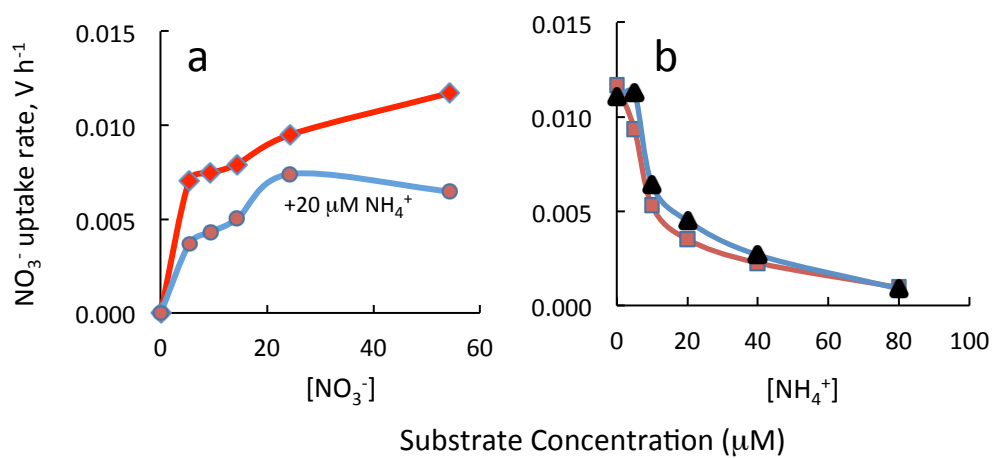 NO₃⁻ uptake rate, V h⁻¹
a
0.015
0.010
0.005
0.000
+20 μM NH₄⁺
0 20 40 60
[NO₃⁻]
b
0.015
0.010
0.005
0.000
0 20 40 60 80 100
[NH₄⁺]
Substrate Concentration (μM)